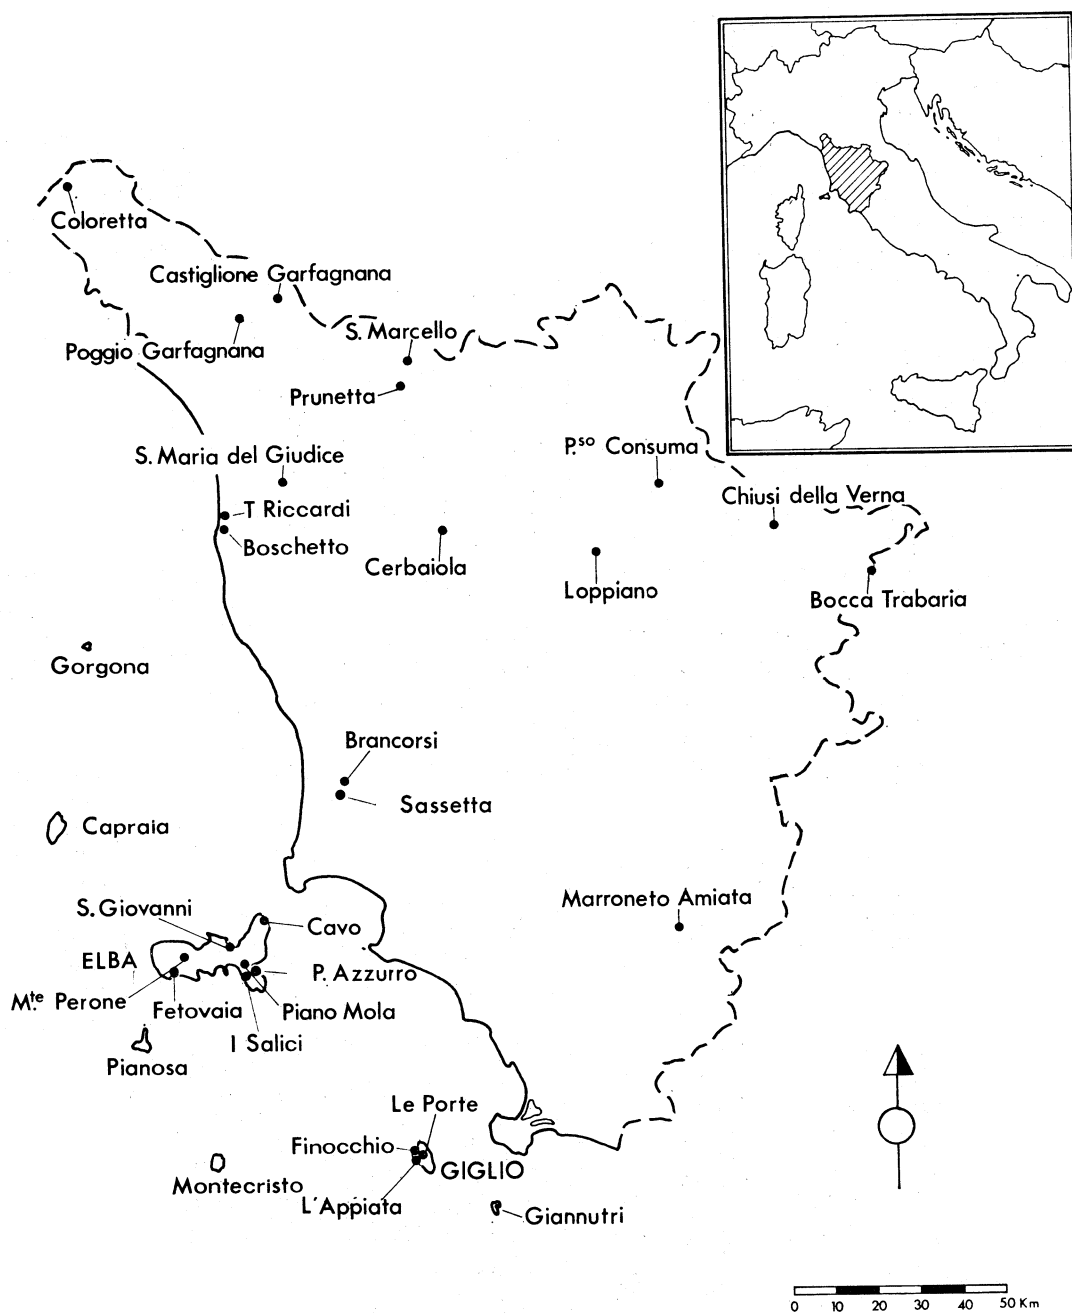 Coloretta
Castiglione Garfagnana
S. Marcello
Poggio Garfagnana
Prunetta
P.so Consuma
S. Maria del Giudice
Chiusi della Verna
T Riccardi
Boschetto
Cerbaiola
Loppiano
Bocca Trabaria
Gorgona
Brancorsi
Sassetta
Capraia
Marroneto Amiata
S. Giovanni
Cavo
ELBA
P. Azzurro
M.te Perone
Fetovaia
Piano Mola
I Salici
Pianosa
Le Porte
Finocchio
GIGLIO
Montecristo
L'Appiata
Giannutri
0 10 20 30 40 50 Km